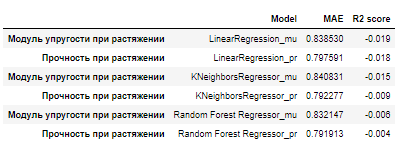 Model MAE R2 score
Модуль упругости при растяжении LinearRegression_mu 0.838530 -0.019
Прочность при растяжении LinearRegression_pr 0.797591 -0.018
Модуль упругости при растяжении KNeighborsRegressor_mu 0.840831 -0.015
Прочность при растяжении KNeighborsRegressor_pr 0.792277 -0.009
Модуль упругости при растяжении Random Forest Regressor_mu 0.832147 -0.006
Прочность при растяжении Random Forest Regressor_pr 0.791913 -0.004